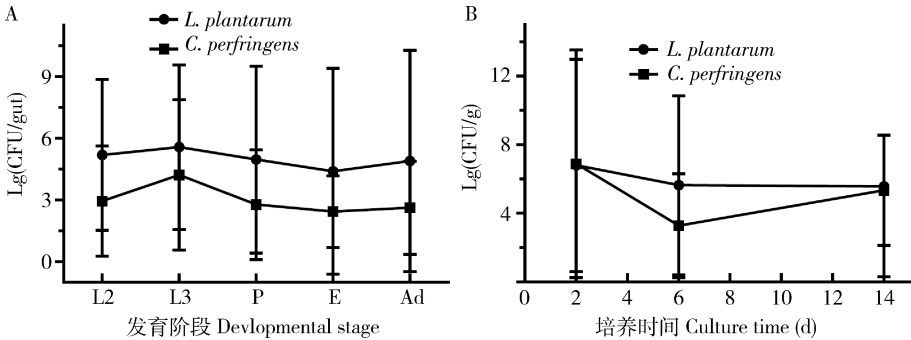 A
L. plantarum
C. perfringens
Lg(CFU/gut)
9
6
3
0
L2 L3 P E Ad
发育阶段 Devlopmental stage
B
L. plantarum
C. perfringens
Lg(CFU/g)
12
8
4
0 2 4 6 8 10 12 14
培养时间 Culture time (d)